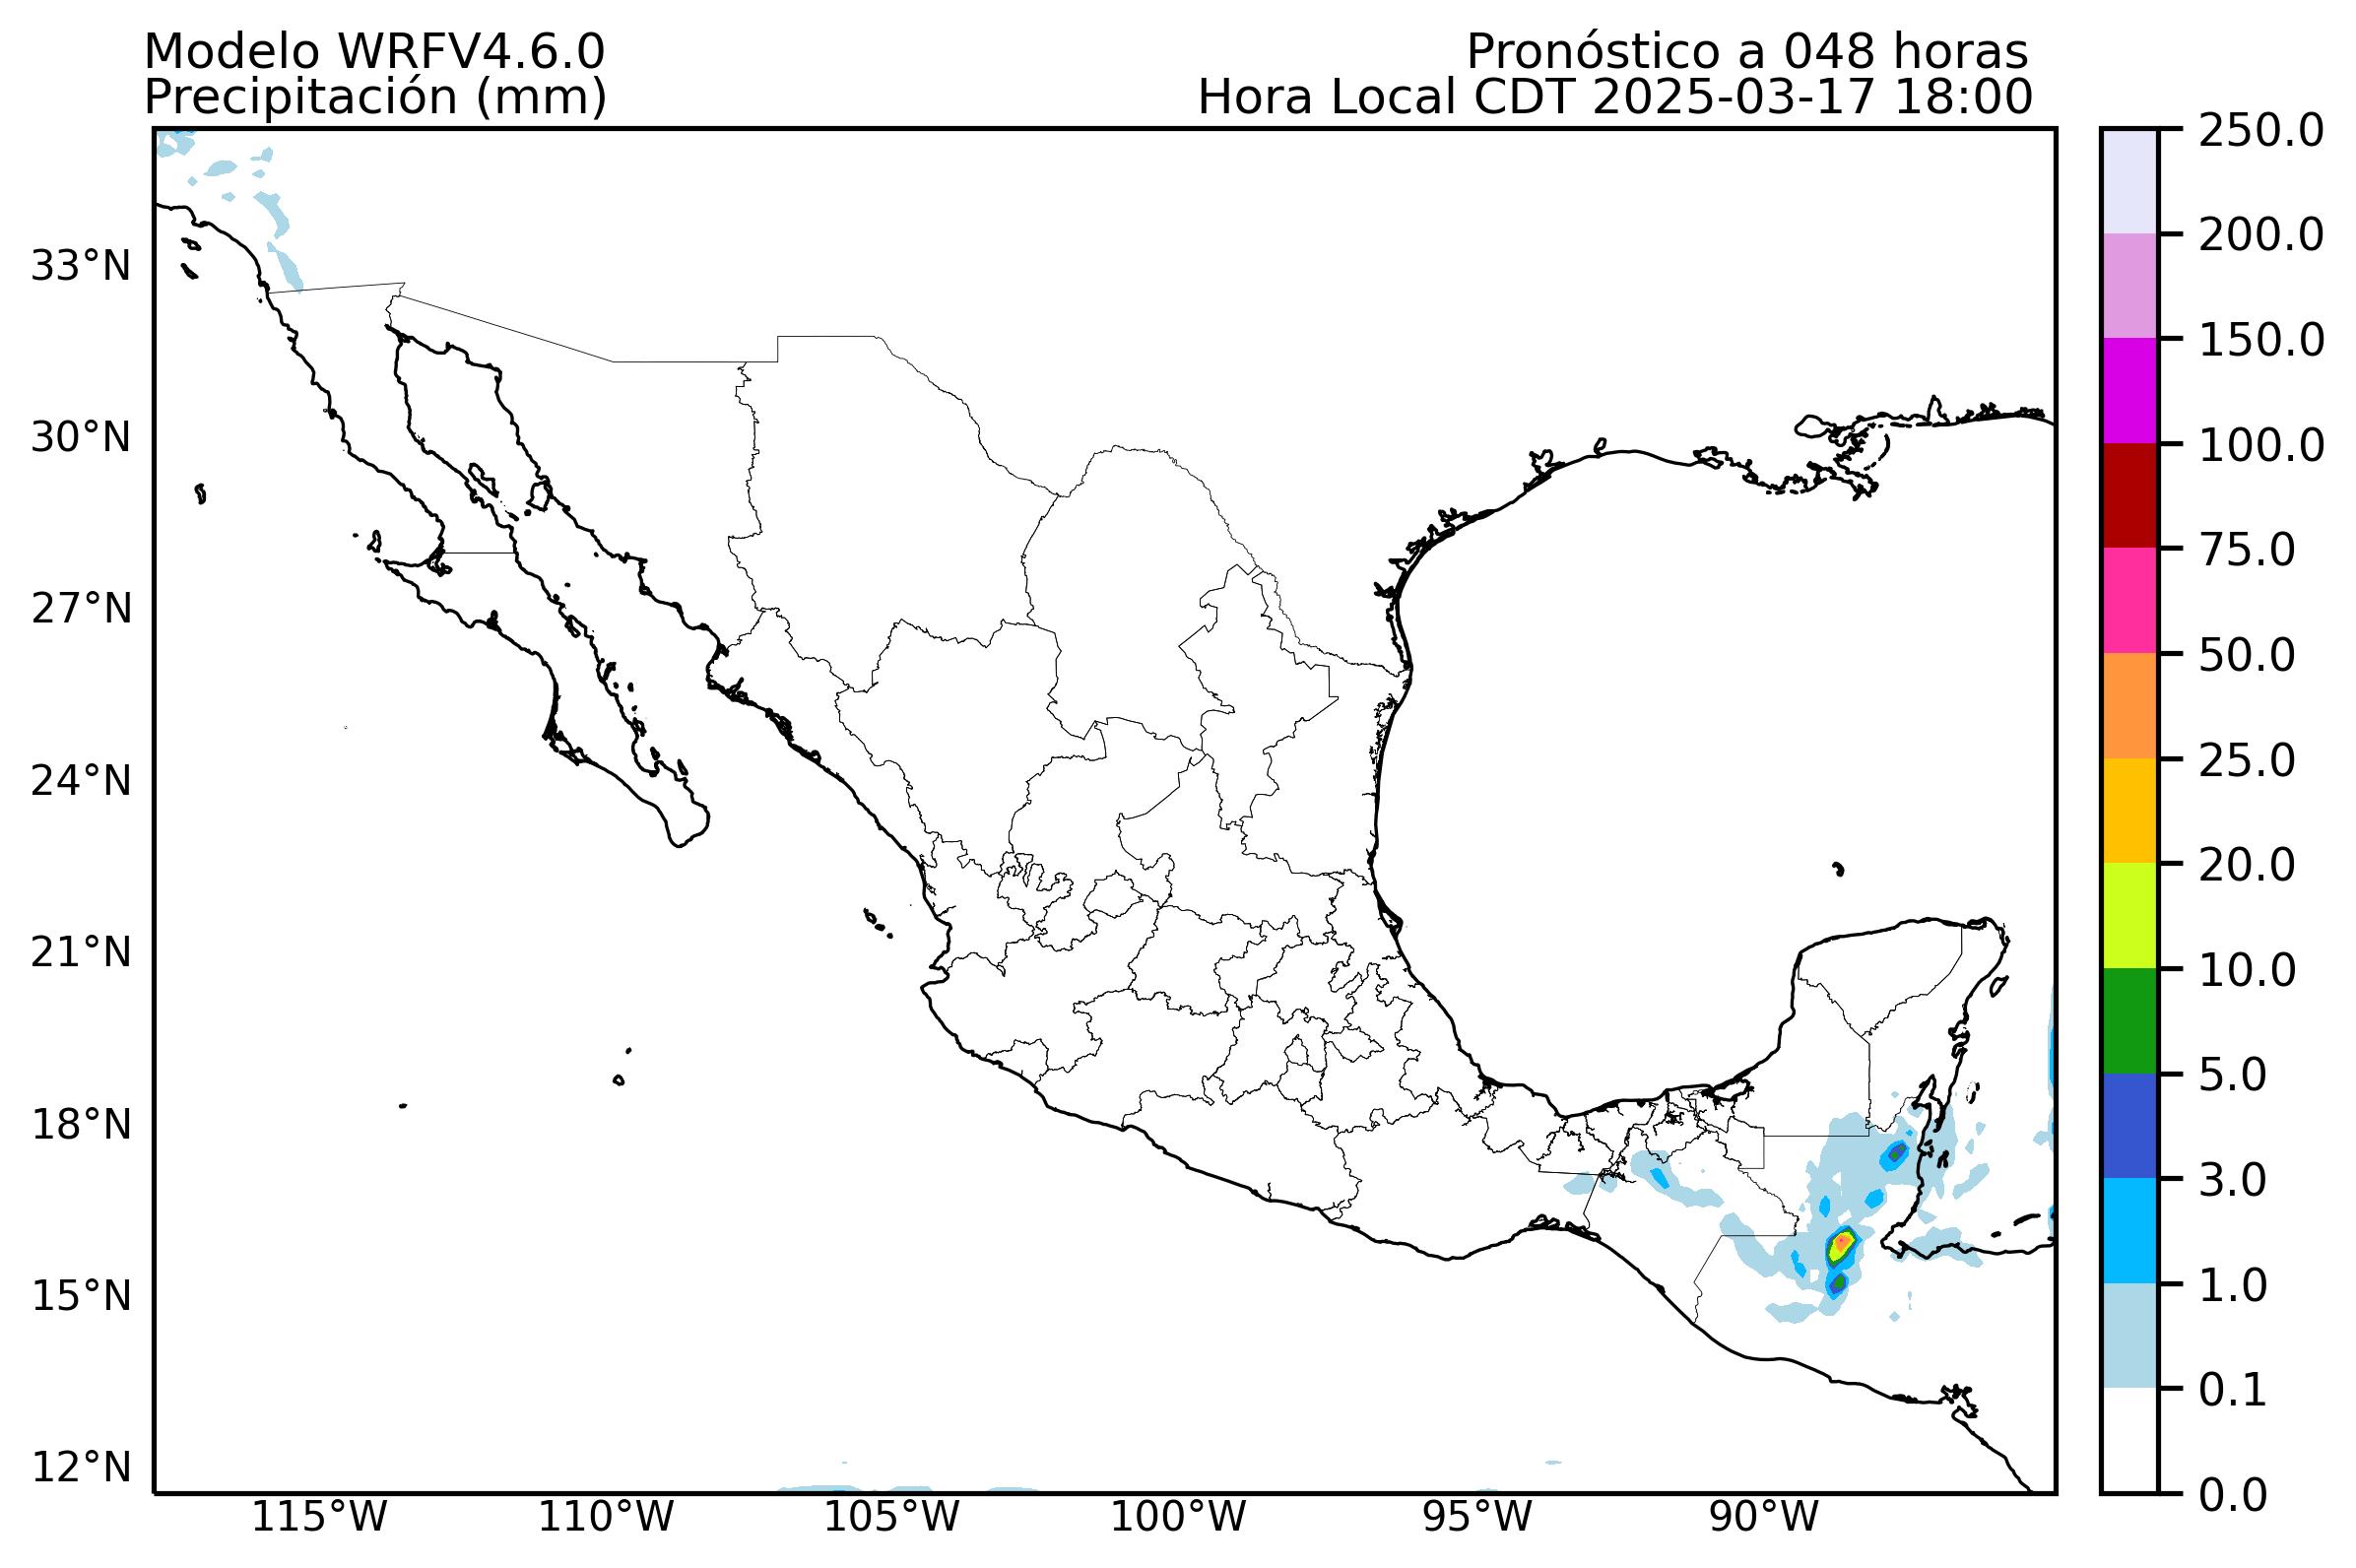 Modelo WRFV4.6.0
Precipitación (mm)
Pronóstico a 048 horas
Hora Local CDT 2025-03-17 18:00
33°N
30°N
27°N
24°N
21°N
18°N
15°N
12°N
115°W
110°W
105°W
100°W
95°W
90°W
250.0
200.0
150.0
100.0
75.0
50.0
25.0
20.0
10.0
5.0
3.0
1.0
0.1
0.0